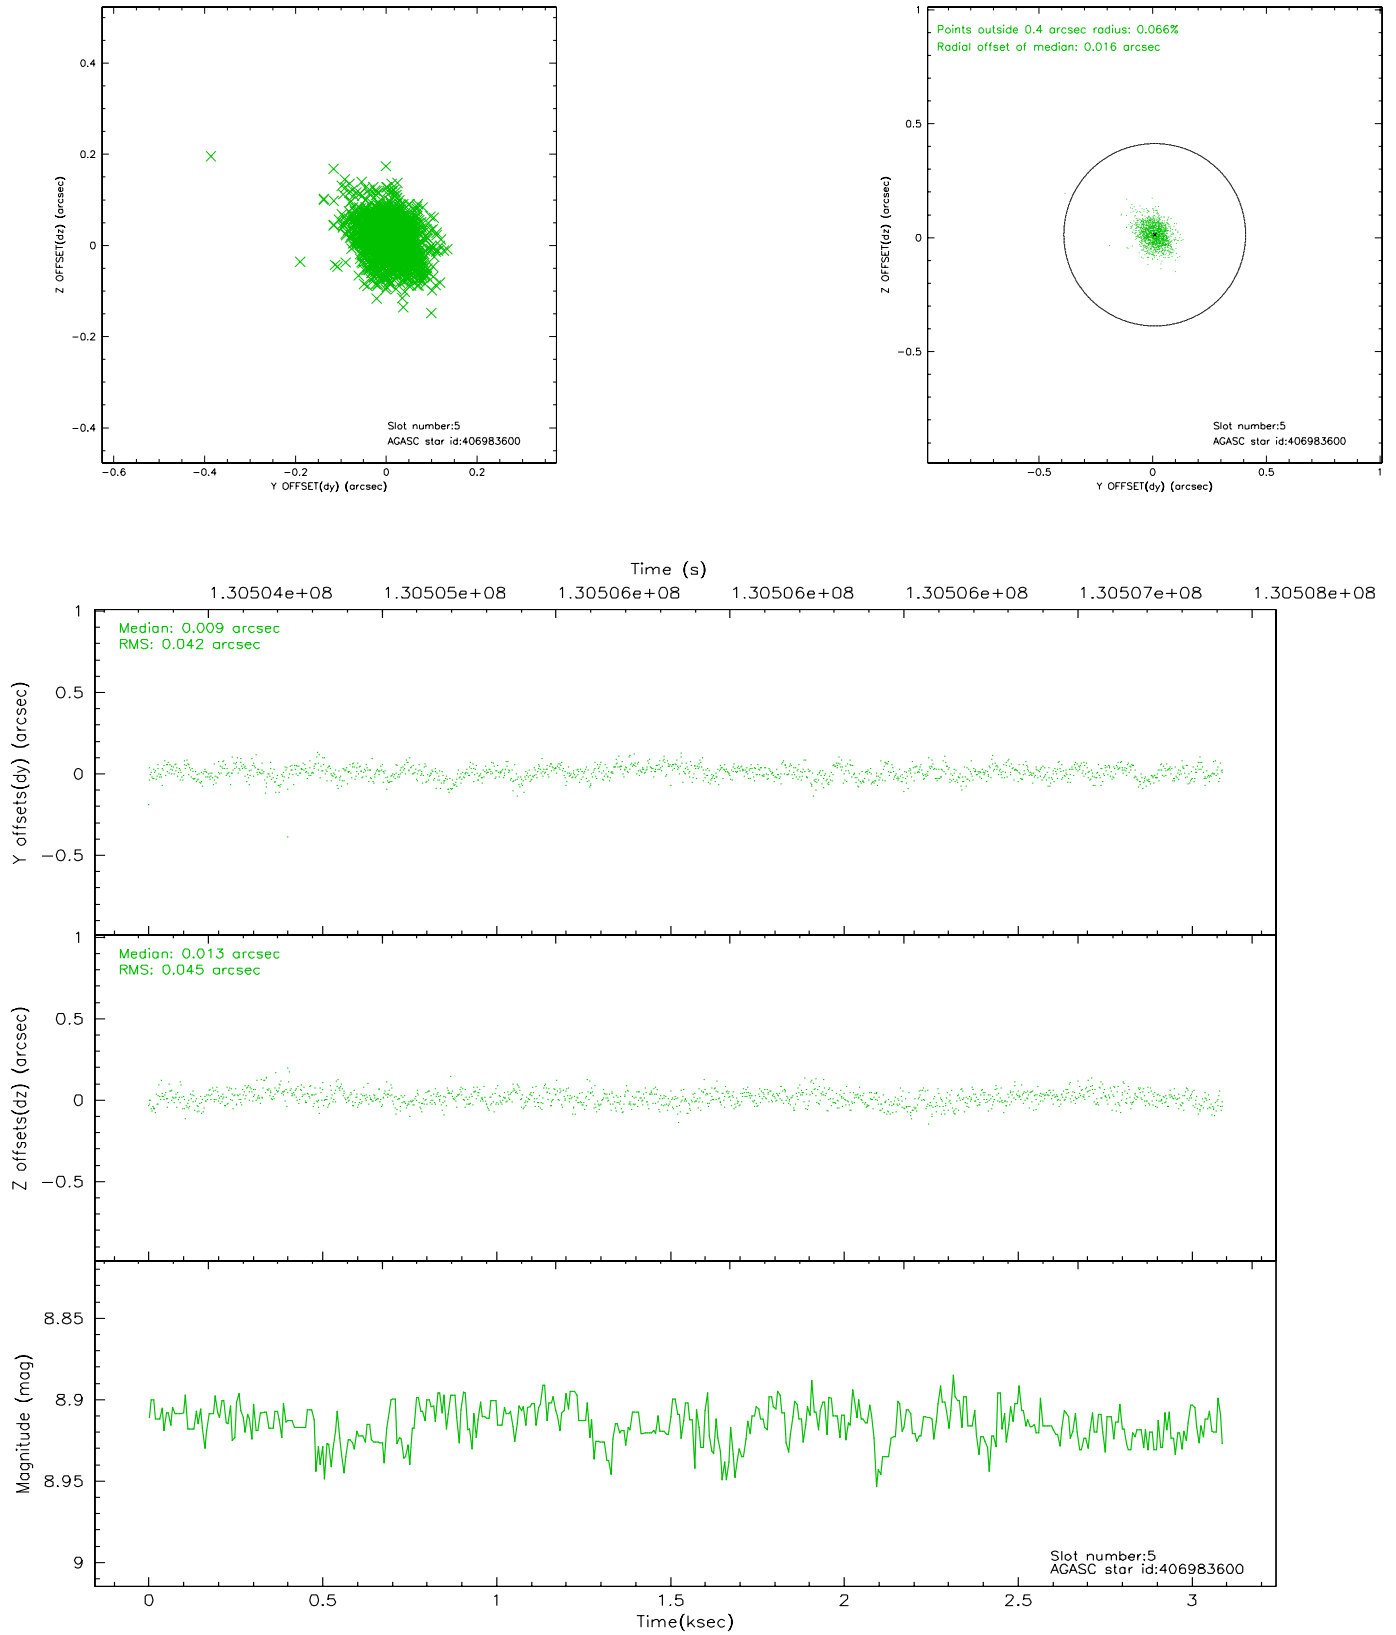 0.4
0.2
0
−0.2
−0.4
Z OFFSET(dz) (arcsec)
Slot number:5
AGASC star id:406983600
−0.6 −0.4 −0.2 0 0.2
Y OFFSET(dy) (arcsec)
Points outside 0.4 arcsec radius: 0.066%
Radial offset of median: 0.016 arcsec
1
0.5
0
−0.5
Z OFFSET(dz) (arcsec)
Slot number:5
AGASC star id:406983600
−0.5 0 0.5 1
Y OFFSET(dy) (arcsec)
Time (s)
1.30504e+08 1.30505e+08 1.30506e+08 1.30506e+08 1.30506e+08 1.30507e+08 1.30508e+08
Median: 0.009 arcsec
RMS: 0.042 arcsec
1
0.5
0
−0.5
Y offsets(dy) (arcsec)
Median: 0.013 arcsec
RMS: 0.045 arcsec
1
0.5
0
−0.5
Z offsets(dz) (arcsec)
8.85
8.9
8.95
9
Magnitude (mag)
Slot number:5
AGASC star id:406983600
0 0.5 1 1.5 2 2.5 3
Time(ksec)